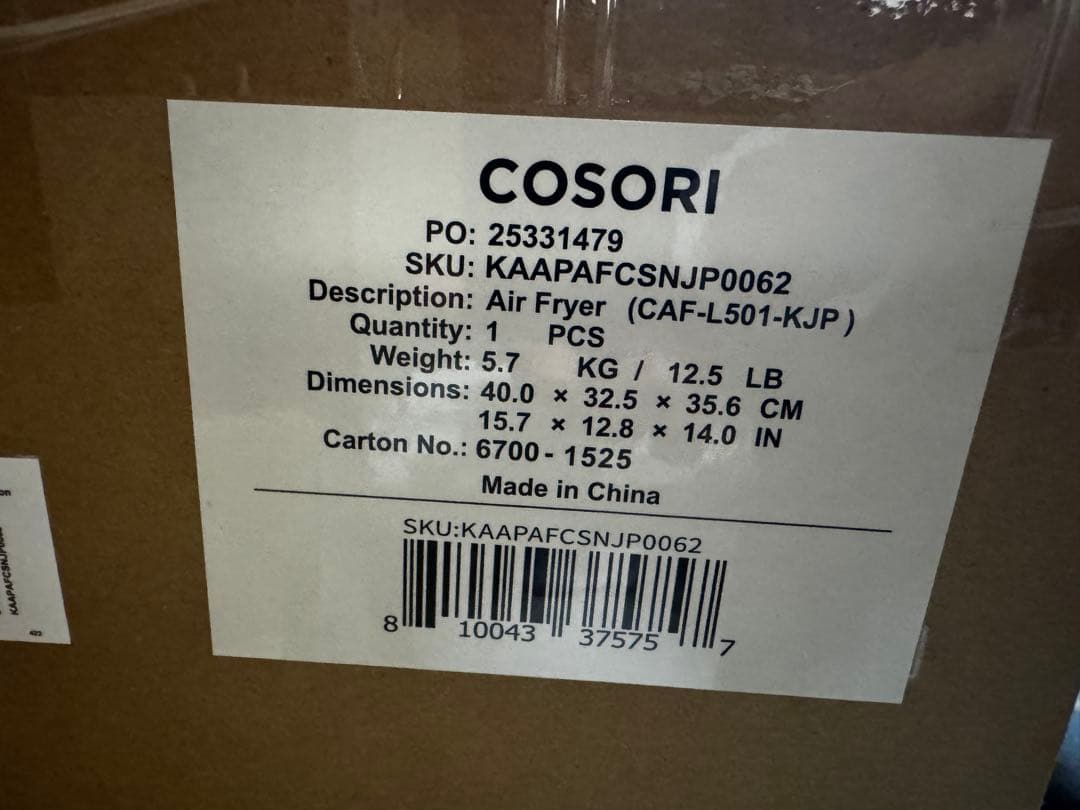 COSORI
PO: 25331479
SKU: KAAPAFCSNJP0062
Description: Air Fryer (CAF-L501-KJP)
Quantity: 1 PCS
Weight: 5.7 KG / 12.5 LB
Dimensions: 40.0 × 32.5 × 35.6 CM
15.7 × 12.8 × 14.0 IN
Carton No.: 6700 - 1525
Made in China
SKU:KAAPAFCSNJP0062
8 10043 37575 7